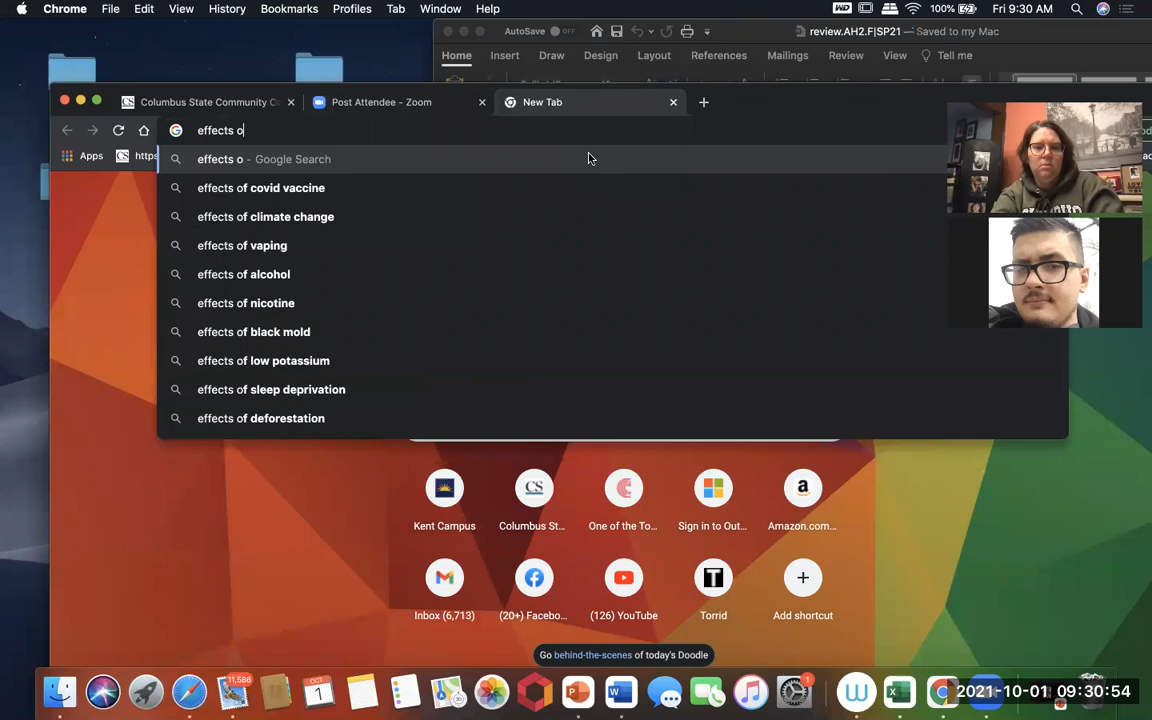 Chrome File Edit View History Bookmarks Profiles Tab Window Help
WD 100% Fri 9:30 AM
AutoSave OFF review.AH2.F|SP21 — Saved to my Mac
Home Insert Draw Design Layout References Mailings Review View Tell me
CS Columbus State Community Co
Post Attendee - Zoom
New Tab
effects o
Apps CS https
effects o - Google Search
effects of covid vaccine
effects of climate change
effects of vaping
effects of alcohol
effects of nicotine
effects of black mold
effects of low potassium
effects of sleep deprivation
effects of deforestation
CS a
Kent Campus Columbus St... One of the To... Sign in to Out... Amazon.com...
T
Inbox (6,713) (20+) Facebo... (126) YouTube Torrid Add shortcut
Go behind-the-scenes of today's Doodle
11,586 OCT 1 1
2021-10-01 09:30:54